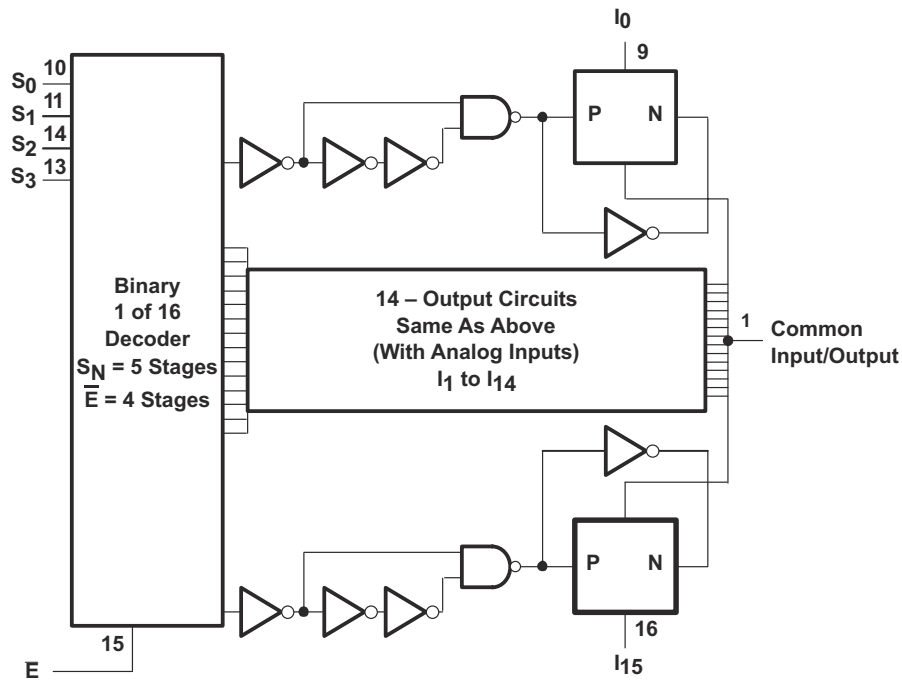 I0
9
10
S0
11
S1
14
S2
13
S3
P N
Binary
1 of 16
Decoder
SN = 5 Stages
E̅ = 4 Stages
14 – Output Circuits
Same As Above
(With Analog Inputs)
I1 to I14
1
Common
Input/Output
P N
15
E
16
I15